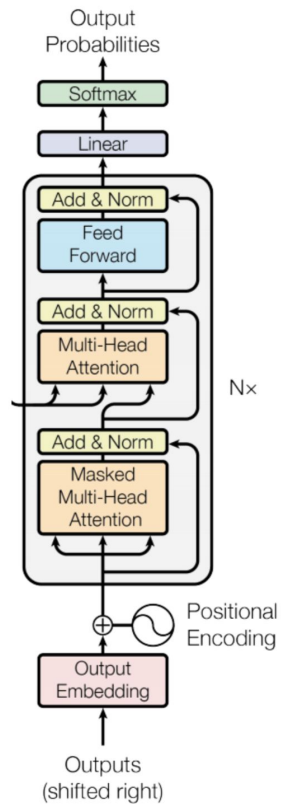 Output
Probabilities
Softmax
Linear
Add & Norm
Feed
Forward
Add & Norm
Multi-Head
Attention
N×
Add & Norm
Masked
Multi-Head
Attention
Positional
Encoding
Output
Embedding
Outputs
(shifted right)